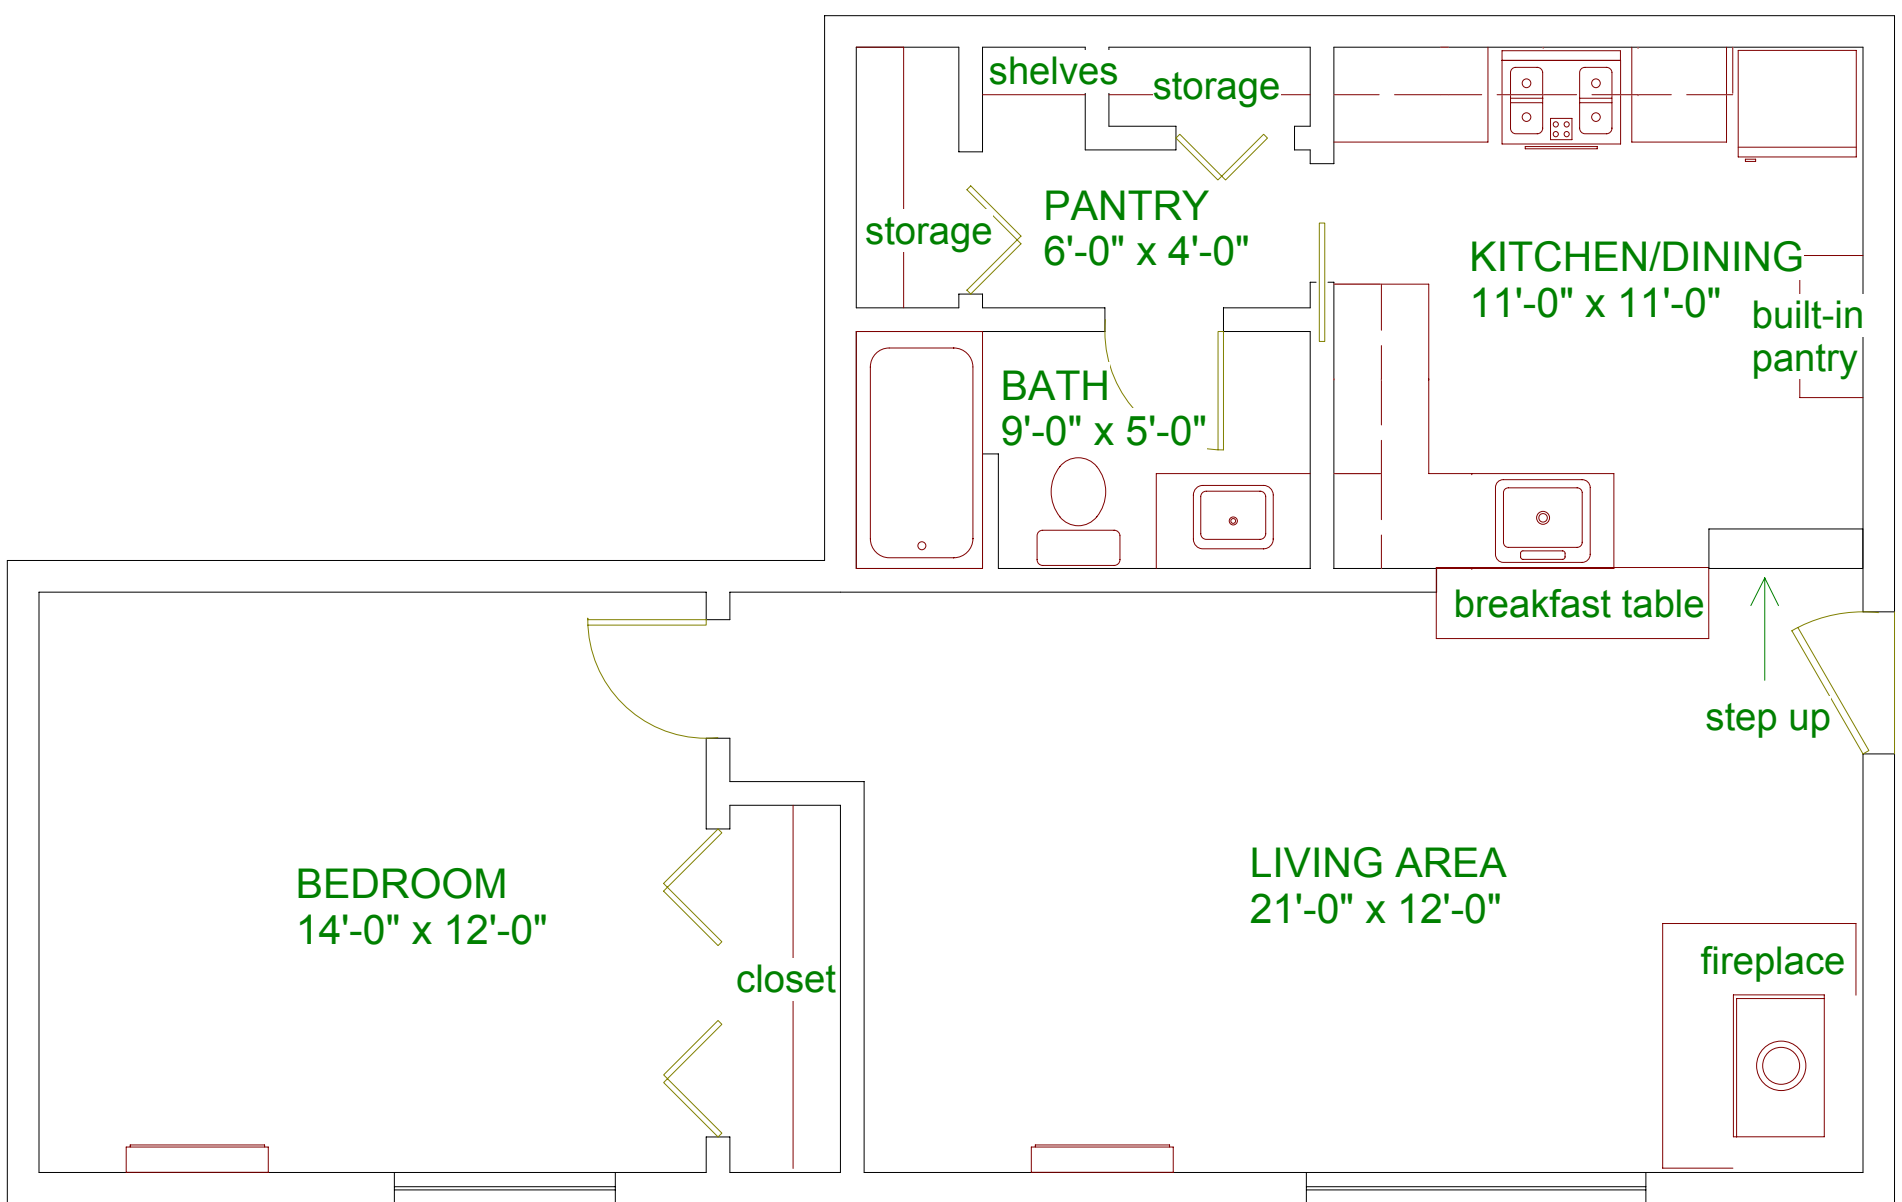 shelves
storage
PANTRY
6'-0" x 4'-0"
storage
KITCHEN/DINING
11'-0" x 11'-0"
built-in
pantry
BATH
9'-0" x 5'-0"
breakfast table
step up
BEDROOM
14'-0" x 12'-0"
LIVING AREA
21'-0" x 12'-0"
closet
fireplace